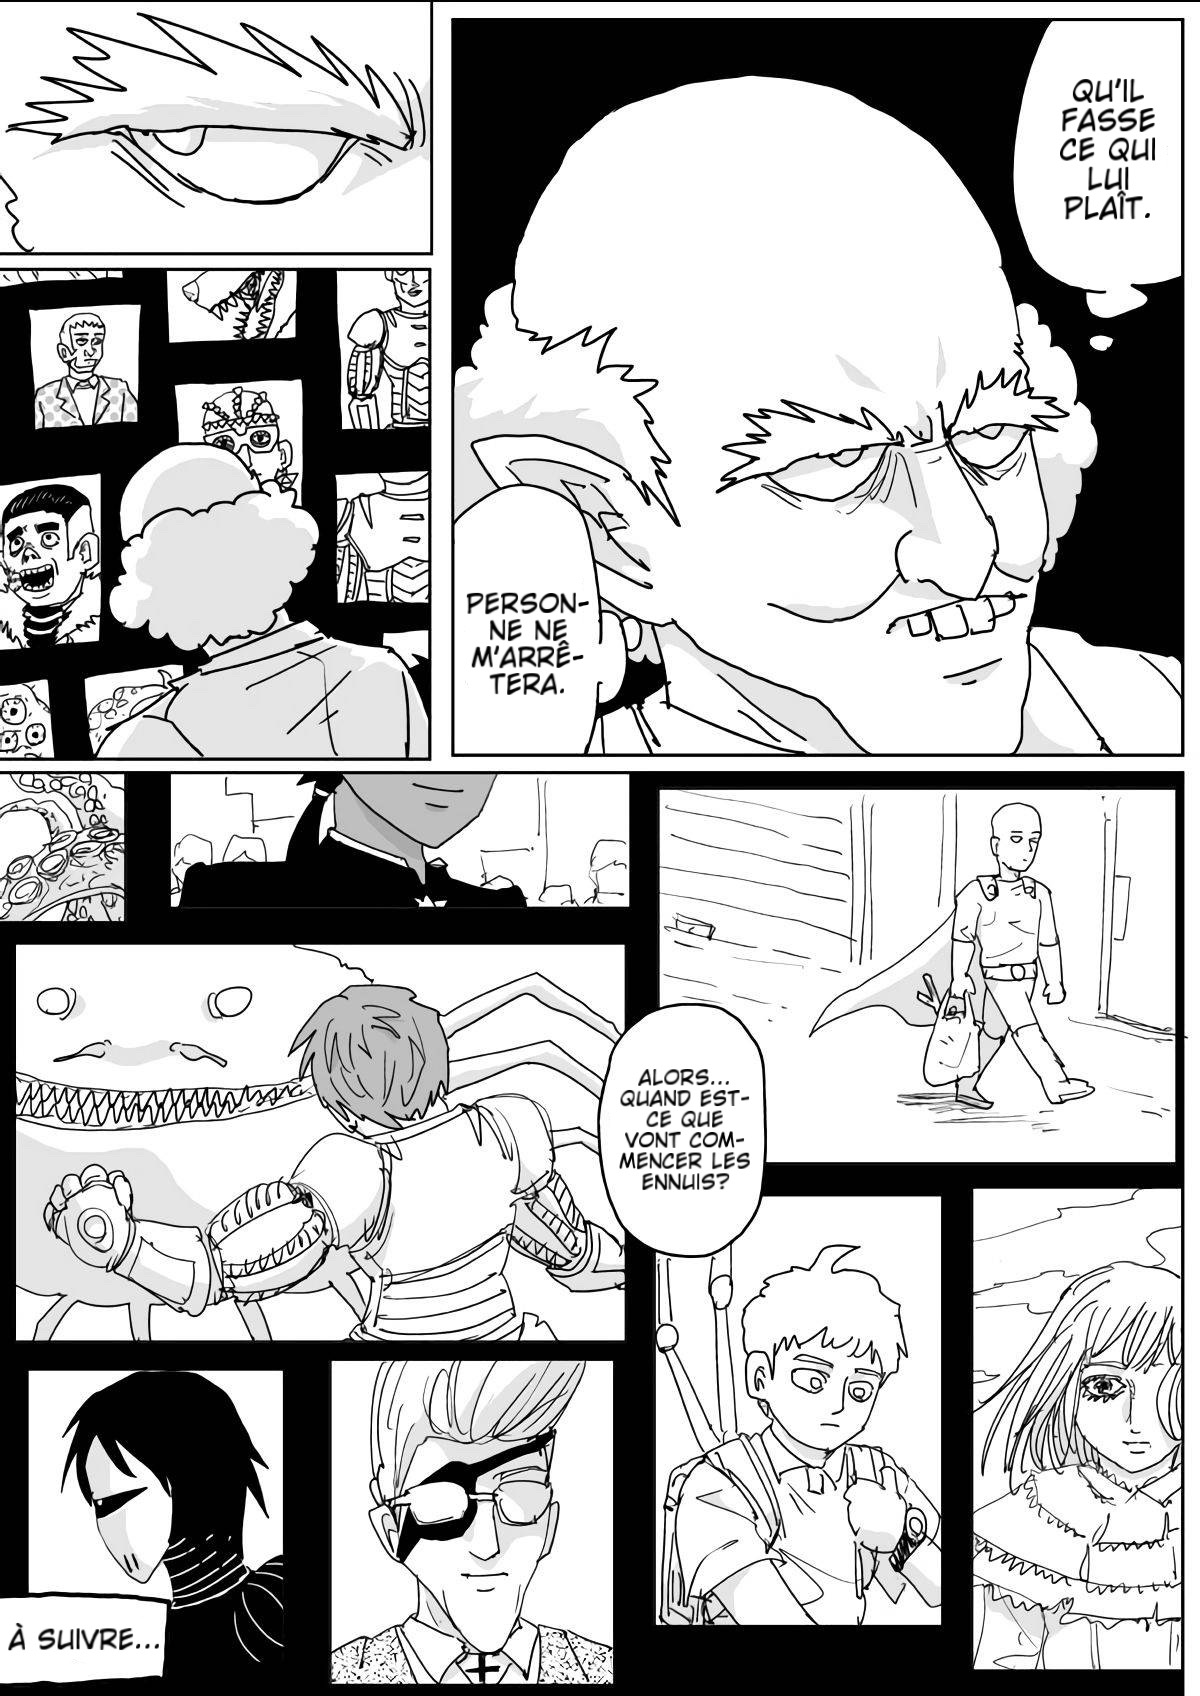 QU'IL
FASSE
CE QUI
LUI
PLAÎT.
PERSON-
NE NE
M'ARRÊ-
TERA.
ALORS...
QUAND EST-
CE QUE
VONT COM-
MENCER LES
ENNUIS?
À SUIVRE...